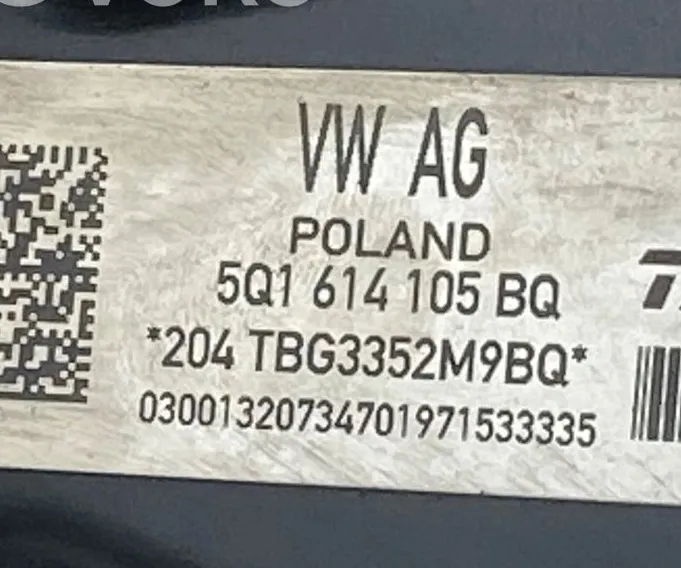 VW AG
POLAND
5Q1 614 105 BQ
*204 TBG3352M9BQ*
03001320734701971533335